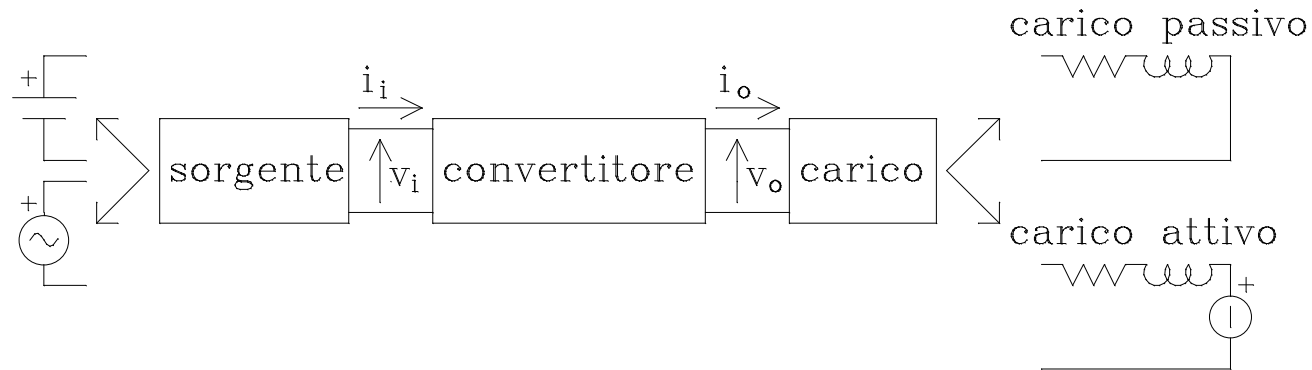 carico passivo
+
i_i
i_o
sorgente
v_i
convertitore
v_o
carico
+
carico attivo
+